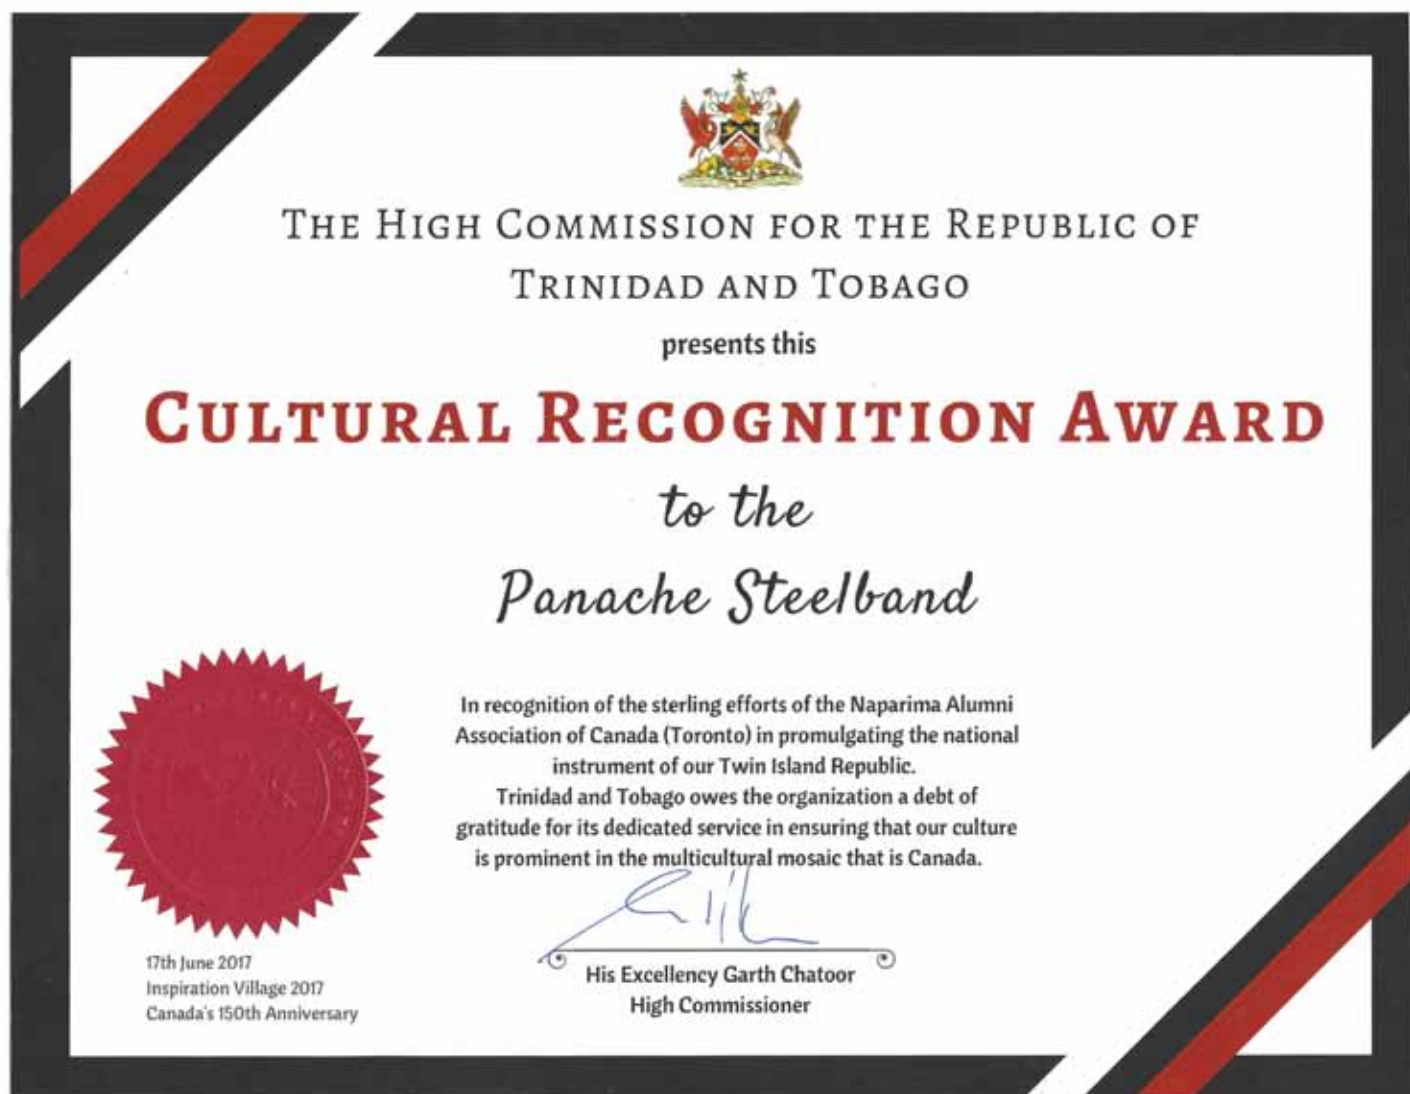 THE HIGH COMMISSION FOR THE REPUBLIC OF
TRINIDAD AND TOBAGO
presents this
CULTURAL RECOGNITION AWARD
to the
Panache Steelband
In recognition of the sterling efforts of the Naparima Alumni
Association of Canada (Toronto) in promulgating the national
instrument of our Twin Island Republic.
Trinidad and Tobago owes the organization a debt of
gratitude for its dedicated service in ensuring that our culture
is prominent in the multicultural mosaic that is Canada.
His Excellency Garth Chatoor
High Commissioner
17th June 2017
Inspiration Village 2017
Canada's 150th Anniversary